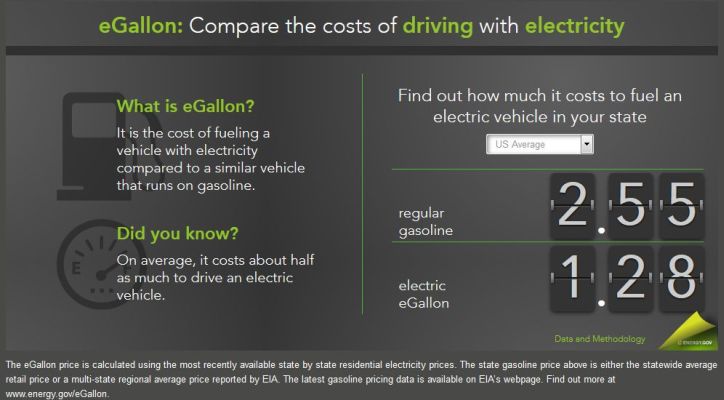 eGallon: Compare the costs of driving with electricity
What is eGallon?
It is the cost of fueling a
vehicle with electricity
compared to a similar vehicle
that runs on gasoline.
Did you know?
On average, it costs about half
as much to drive an electric
vehicle.
Find out how much it costs to fuel an
electric vehicle in your state
US Average
regular
gasoline
2.55
electric
eGallon
1.28
E
F
Data and Methodology
ENERGY.GOV
The eGallon price is calculated using the most recently available state by state residential electricity prices. The state gasoline price above is either the statewide average
retail price or a multi-state regional average price reported by EIA. The latest gasoline pricing data is available on EIA's webpage. Find out more at
www.energy.gov/eGallon.